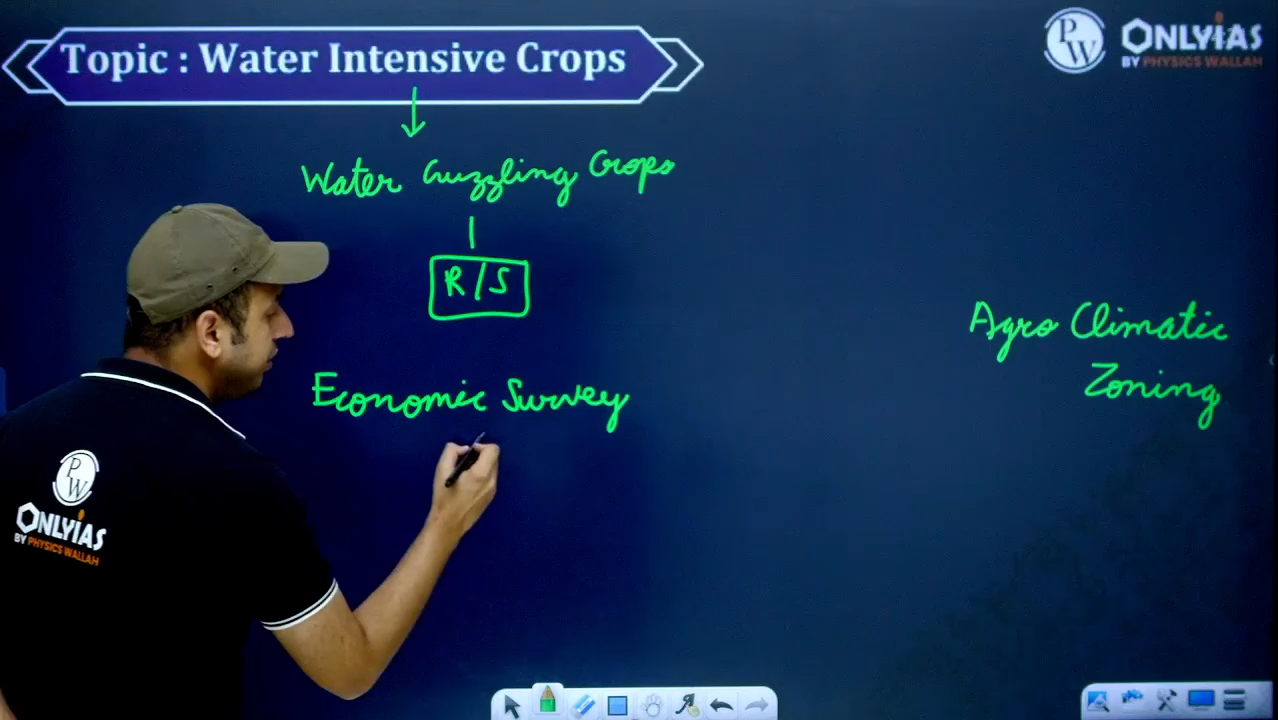 Topic : Water Intensive Crops
PW
ONLYIAS
BY PHYSICS WALLAH
Water Guzzling Crops
R/S
Agro Climatic
Zoning
Economic Survey
PW
ONLYIAS
BY PHYSICS WALLAH